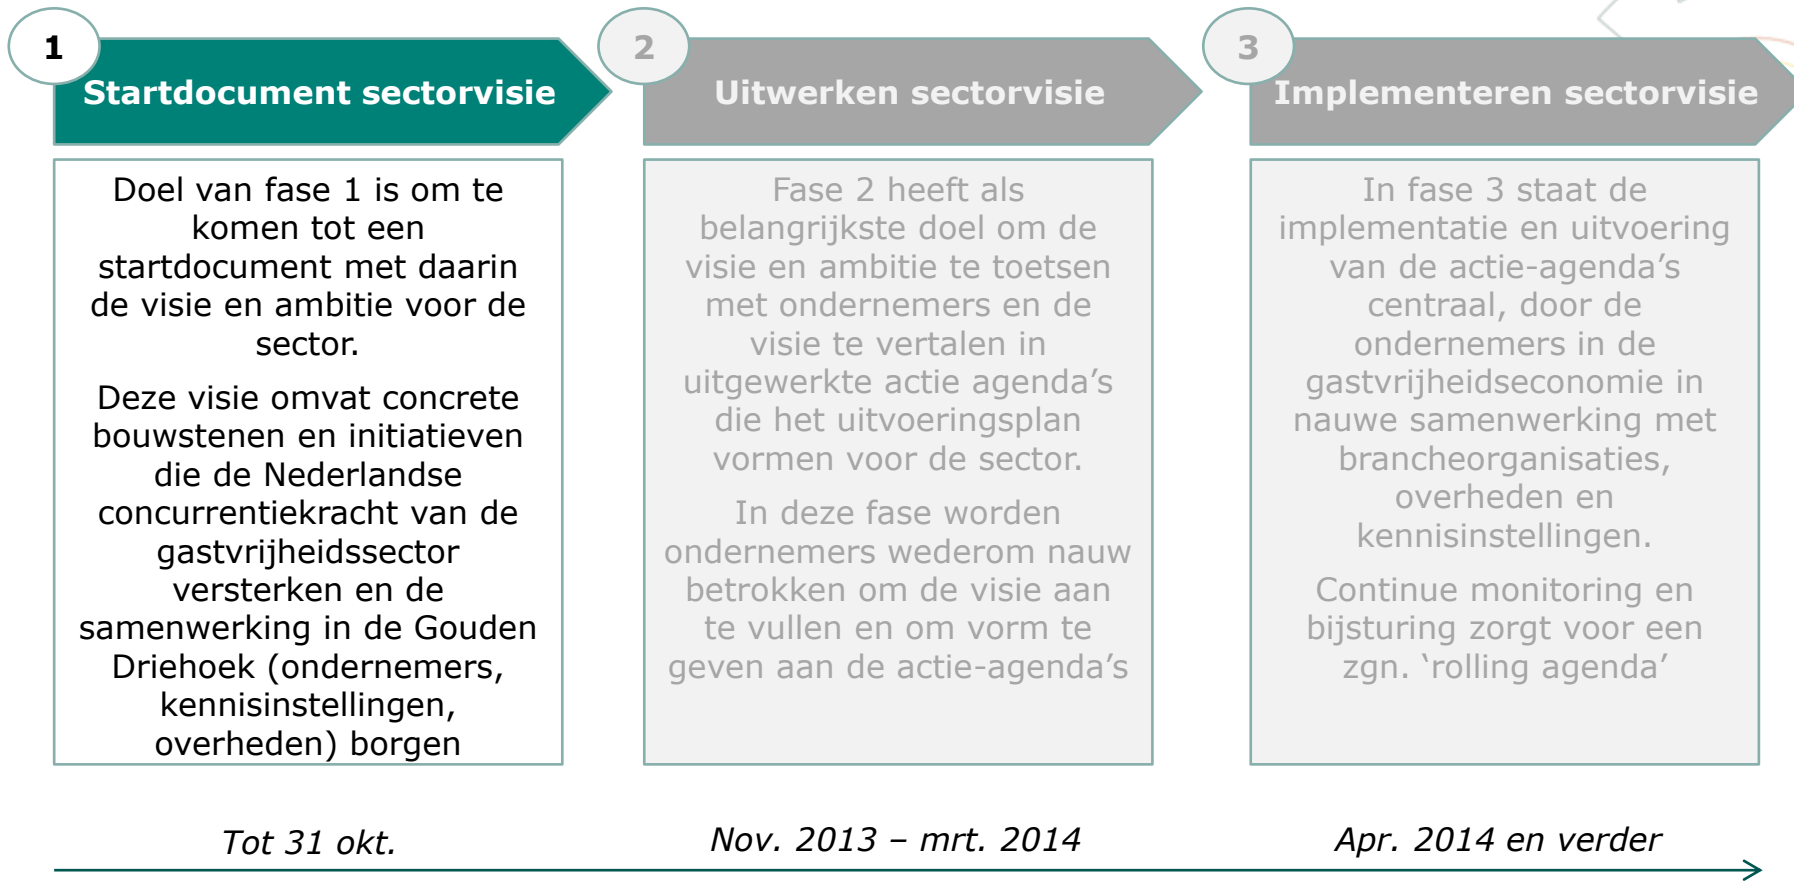 1
Startdocument sectorvisie
Doel van fase 1 is om te
komen tot een
startdocument met daarin
de visie en ambitie voor de
sector.
Deze visie omvat concrete
bouwstenen en initiatieven
die de Nederlandse
concurrentiekracht van de
gastvrijheidssector
versterken en de
samenwerking in de Gouden
Driehoek (ondernemers,
kennisinstellingen,
overheden) borgen
Tot 31 okt.
2
Uitwerken sectorvisie
Fase 2 heeft als
belangrijkste doel om de
visie en ambitie te toetsen
met ondernemers en de
visie te vertalen in
uitgewerkte actie agenda’s
die het uitvoeringsplan
vormen voor de sector.
In deze fase worden
ondernemers wederom nauw
betrokken om de visie aan
te vullen en om vorm te
geven aan de actie-agenda’s
Nov. 2013 – mrt. 2014
3
Implementeren sectorvisie
In fase 3 staat de
implementatie en uitvoering
van de actie-agenda’s
centraal, door de
ondernemers in de
gastvrijheidseconomie in
nauwe samenwerking met
brancheorganisaties,
overheden en
kennisinstellingen.
Continue monitoring en
bijsturing zorgt voor een
zgn. ‘rolling agenda’
Apr. 2014 en verder